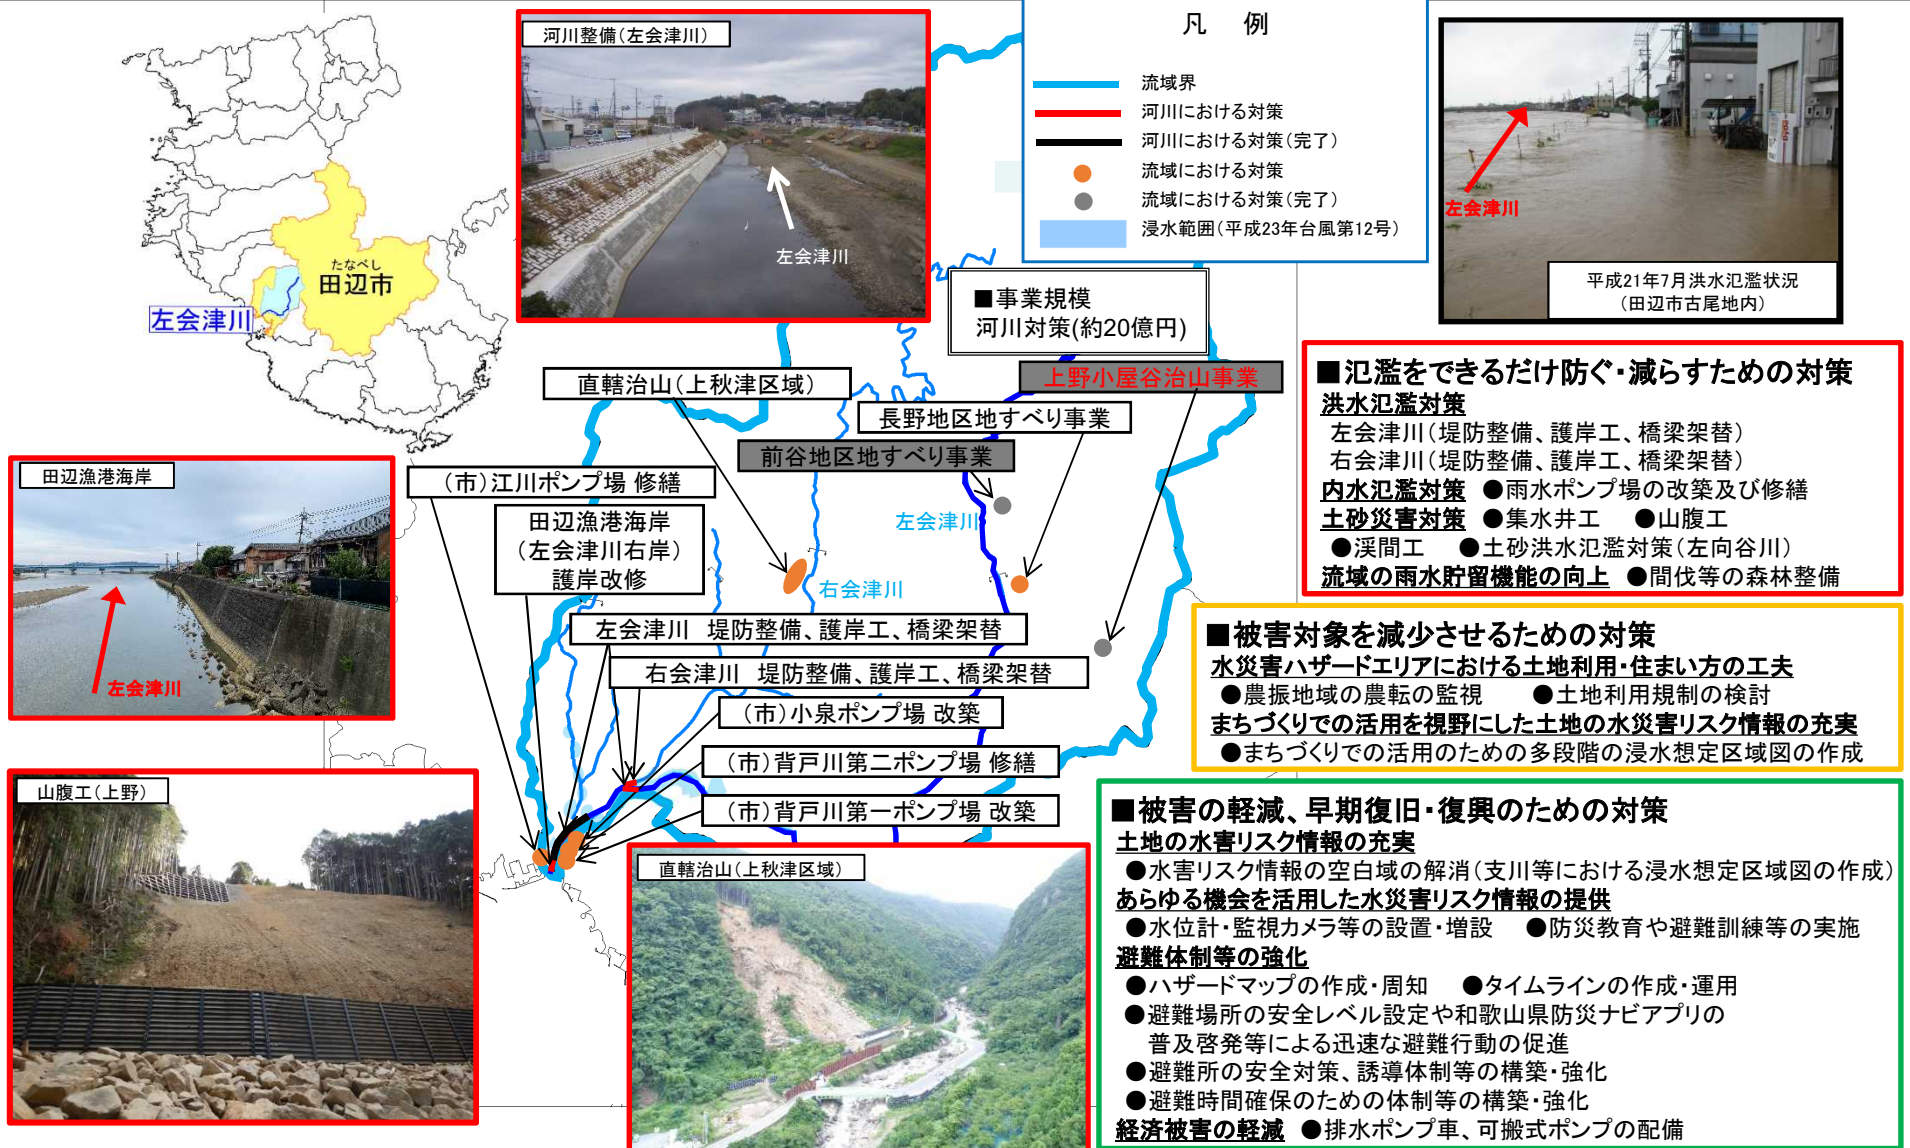 たなべし
田辺市
左会津川
河川整備(左会津川)
左会津川
凡 例
流域界
河川における対策
河川における対策(完了)
流域における対策
流域における対策(完了)
浸水範囲(平成23年台風第12号)
左会津川
平成21年7月洪水氾濫状況
(田辺市古尾地内)
■事業規模
河川対策(約20億円)
直轄治山(上秋津区域)
上野小屋谷治山事業
長野地区地すべり事業
前谷地区地すべり事業
(市)江川ポンプ場 修繕
田辺漁港海岸
(左会津川右岸)
護岸改修
左会津川
右会津川
左会津川 堤防整備、護岸工、橋梁架替
右会津川 堤防整備、護岸工、橋梁架替
(市)小泉ポンプ場 改築
(市)背戸川第二ポンプ場 修繕
(市)背戸川第一ポンプ場 改築
田辺漁港海岸
左会津川
山腹工(上野)
直轄治山(上秋津区域)
■氾濫をできるだけ防ぐ・減らすための対策
洪水氾濫対策
左会津川(堤防整備、護岸工、橋梁架替)
右会津川(堤防整備、護岸工、橋梁架替)
内水氾濫対策 ●雨水ポンプ場の改築及び修繕
土砂災害対策 ●集水井工 ●山腹工
●渓間工 ●土砂洪水氾濫対策(左向谷川)
流域の雨水貯留機能の向上 ●間伐等の森林整備
■被害対象を減少させるための対策
水災害ハザードエリアにおける土地利用・住まい方の工夫
●農振地域の農転の監視 ●土地利用規制の検討
まちづくりでの活用を視野にした土地の水災害リスク情報の充実
●まちづくりでの活用のための多段階の浸水想定区域図の作成
■被害の軽減、早期復旧・復興のための対策
土地の水害リスク情報の充実
●水害リスク情報の空白域の解消(支川等における浸水想定区域図の作成)
あらゆる機会を活用した水災害リスク情報の提供
●水位計・監視カメラ等の設置・増設 ●防災教育や避難訓練等の実施
避難体制等の強化
●ハザードマップの作成・周知 ●タイムラインの作成・運用
●避難場所の安全レベル設定や和歌山県防災ナビアプリの
普及啓発等による迅速な避難行動の促進
●避難所の安全対策、誘導体制等の構築・強化
●避難時間確保のための体制等の構築・強化
経済被害の軽減 ●排水ポンプ車、可搬式ポンプの配備